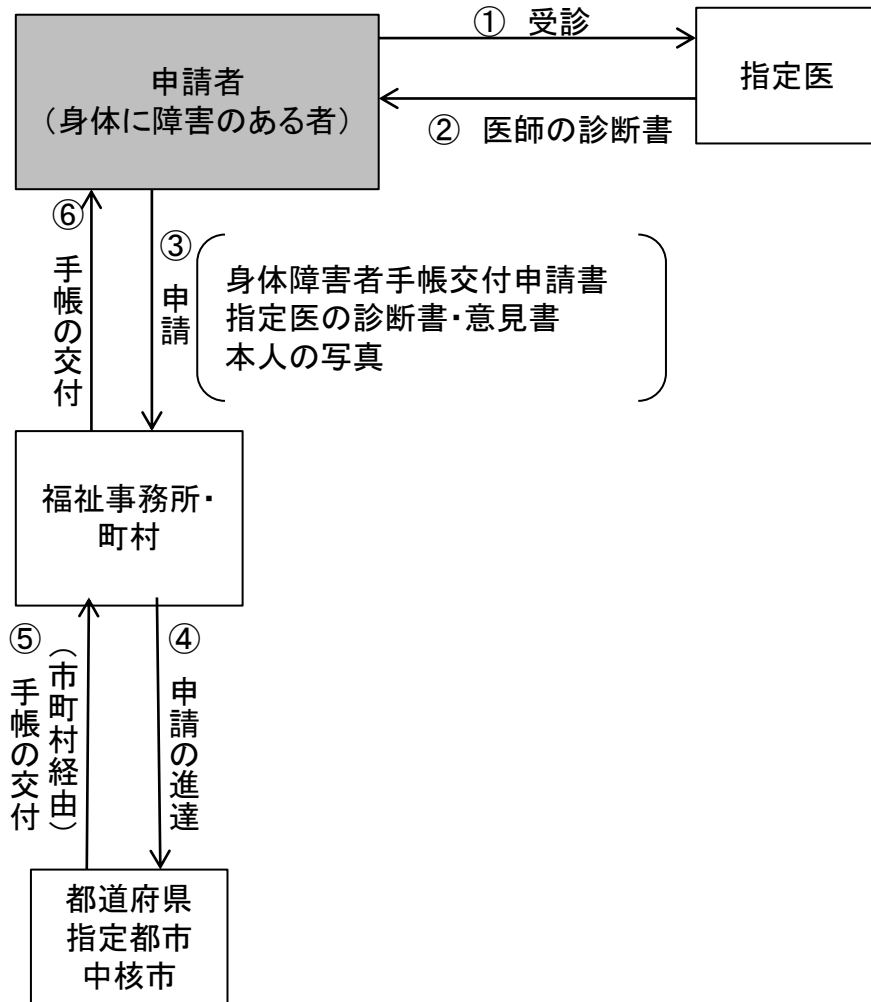 ① 受診
申請者
(身体に障害のある者)
指定医
② 医師の診断書
⑥ 手帳の交付
③ 申請
身体障害者手帳交付申請書
指定医の診断書・意見書
本人の写真
福祉事務所・
町村
⑤ 手帳の交付
(市町村経由)
④ 申請の進達
都道府県
指定都市
中核市